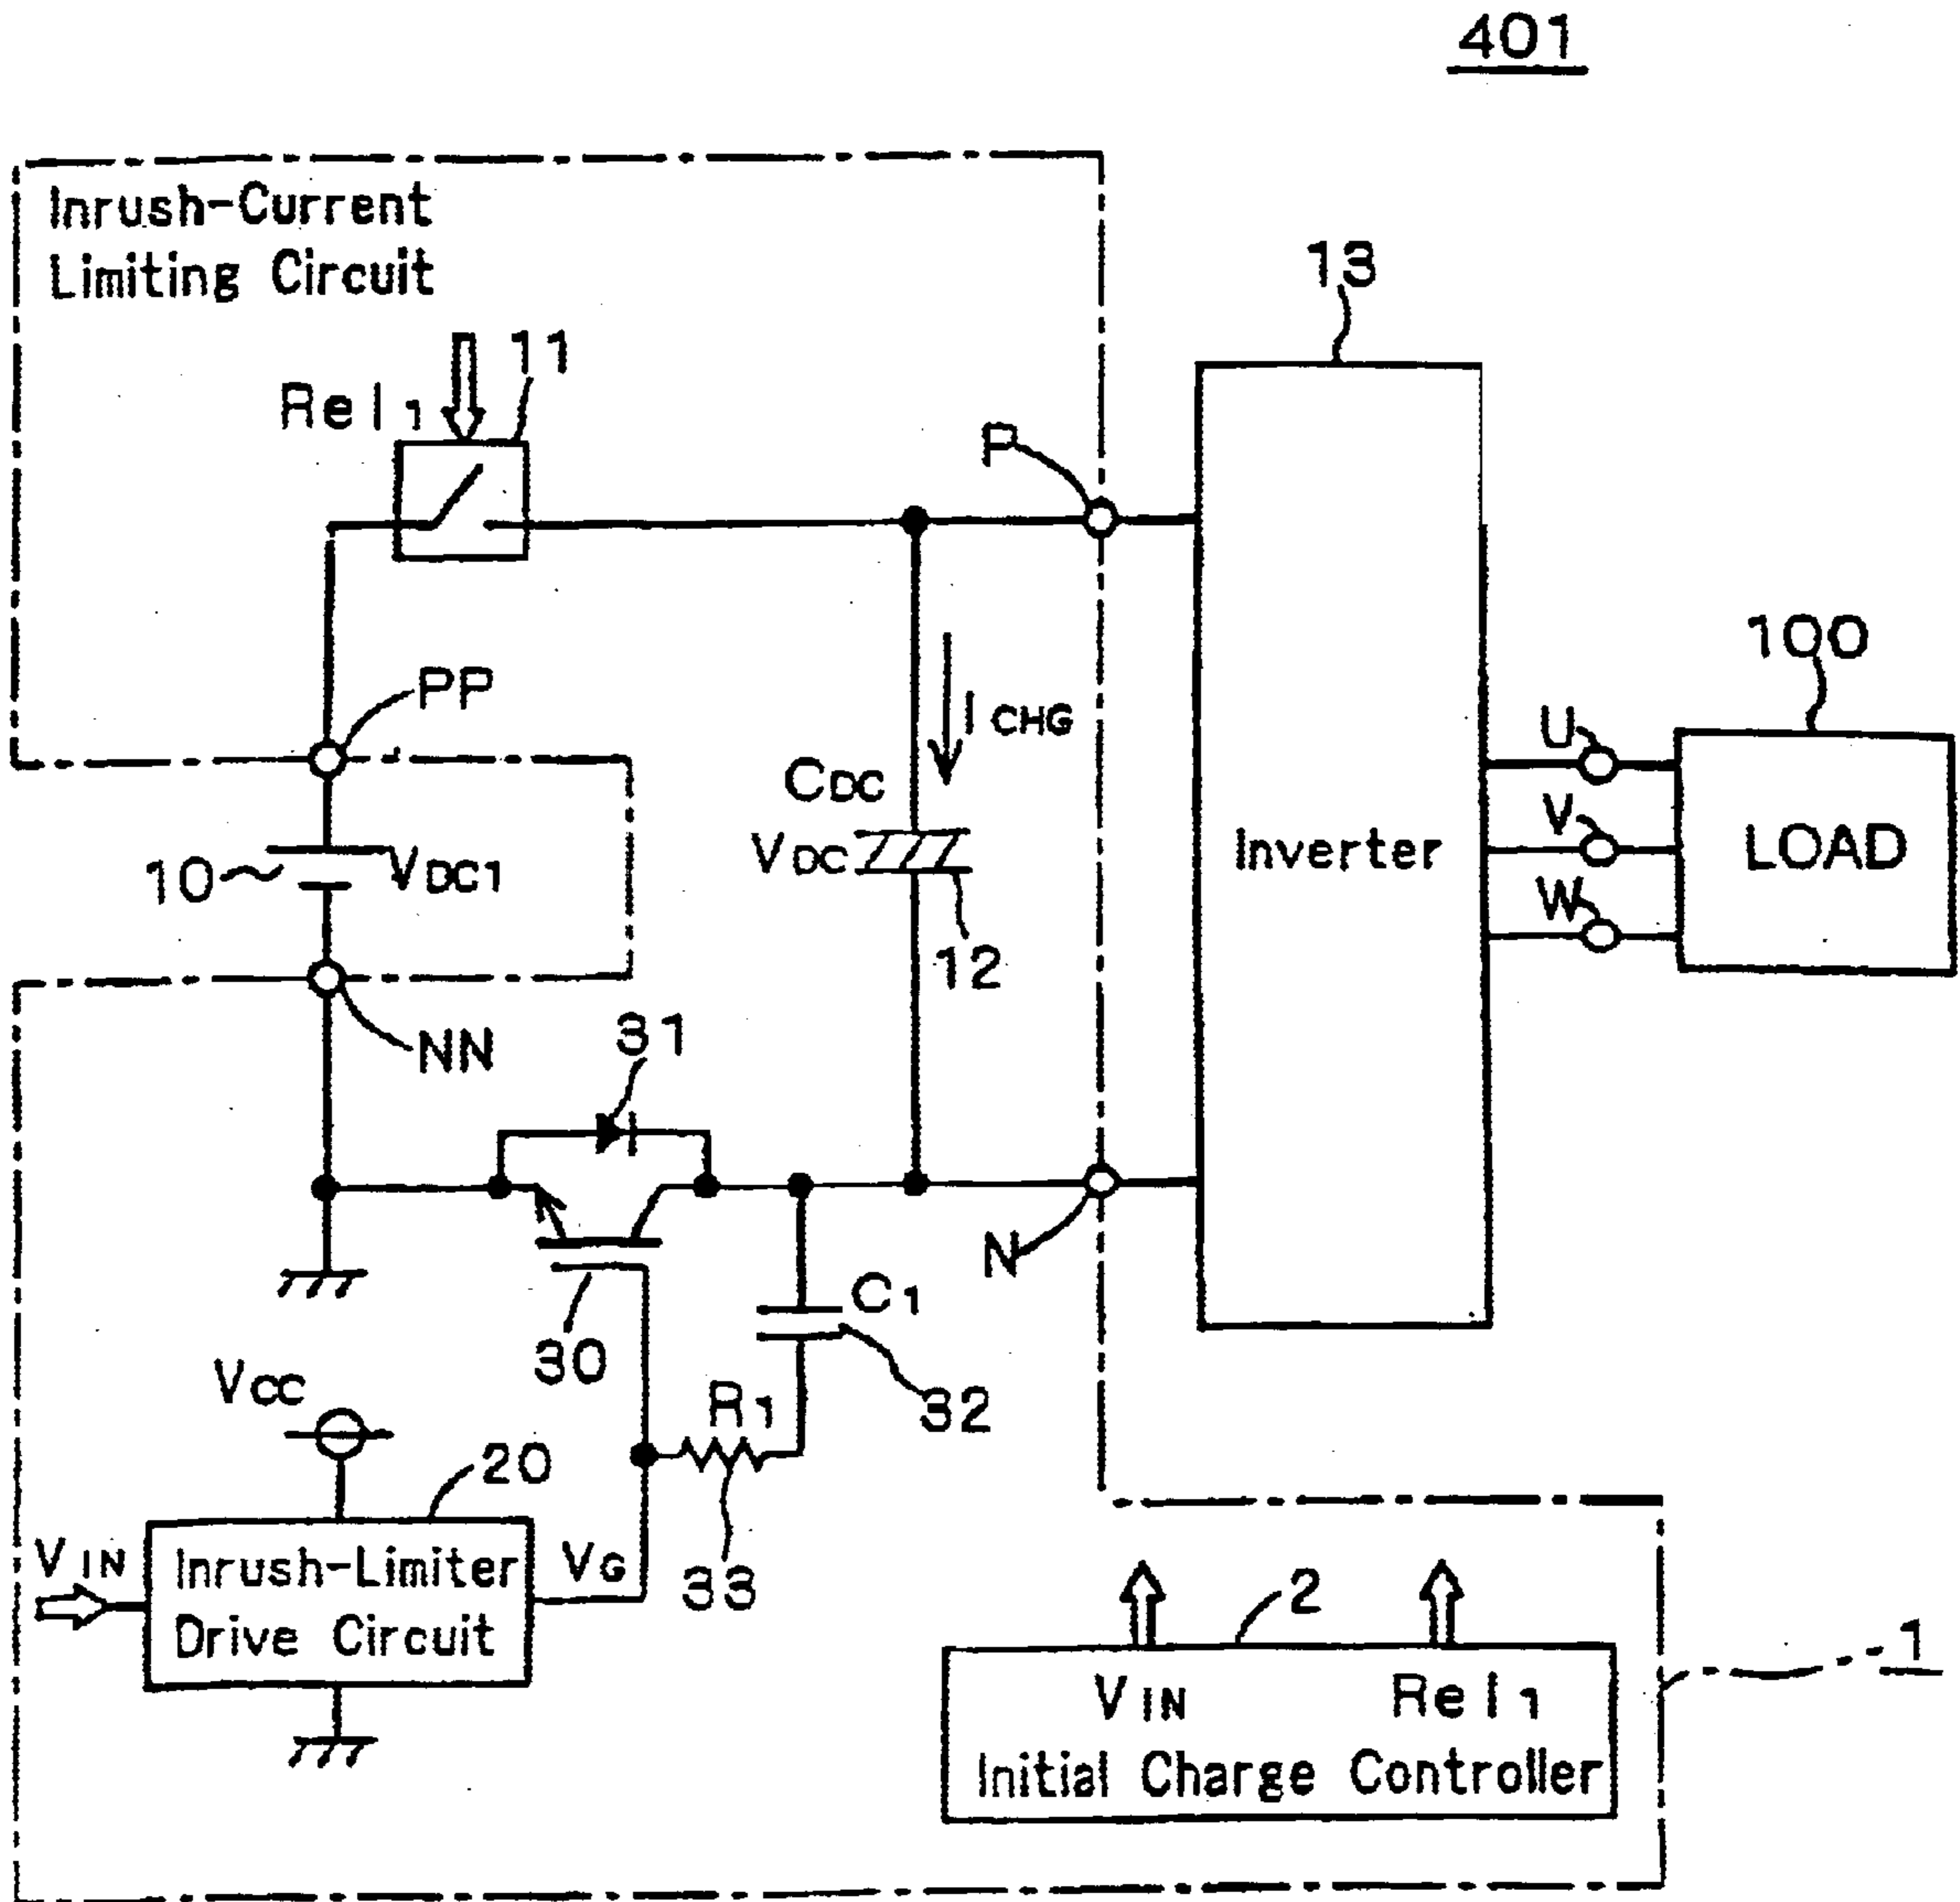 401
Inrush-Current
Limiting Circuit
13
11
Rel1
P
100
PP
ICHG
U
CDC
V
10
VDC1
VDC
Inverter
LOAD
W
12
NN
31
N
C1
30
VCC
R1
32
20
VIN
Inrush-Limiter
VG
33
2
Drive Circuit
1
VIN
Rel1
Initial Charge Controller